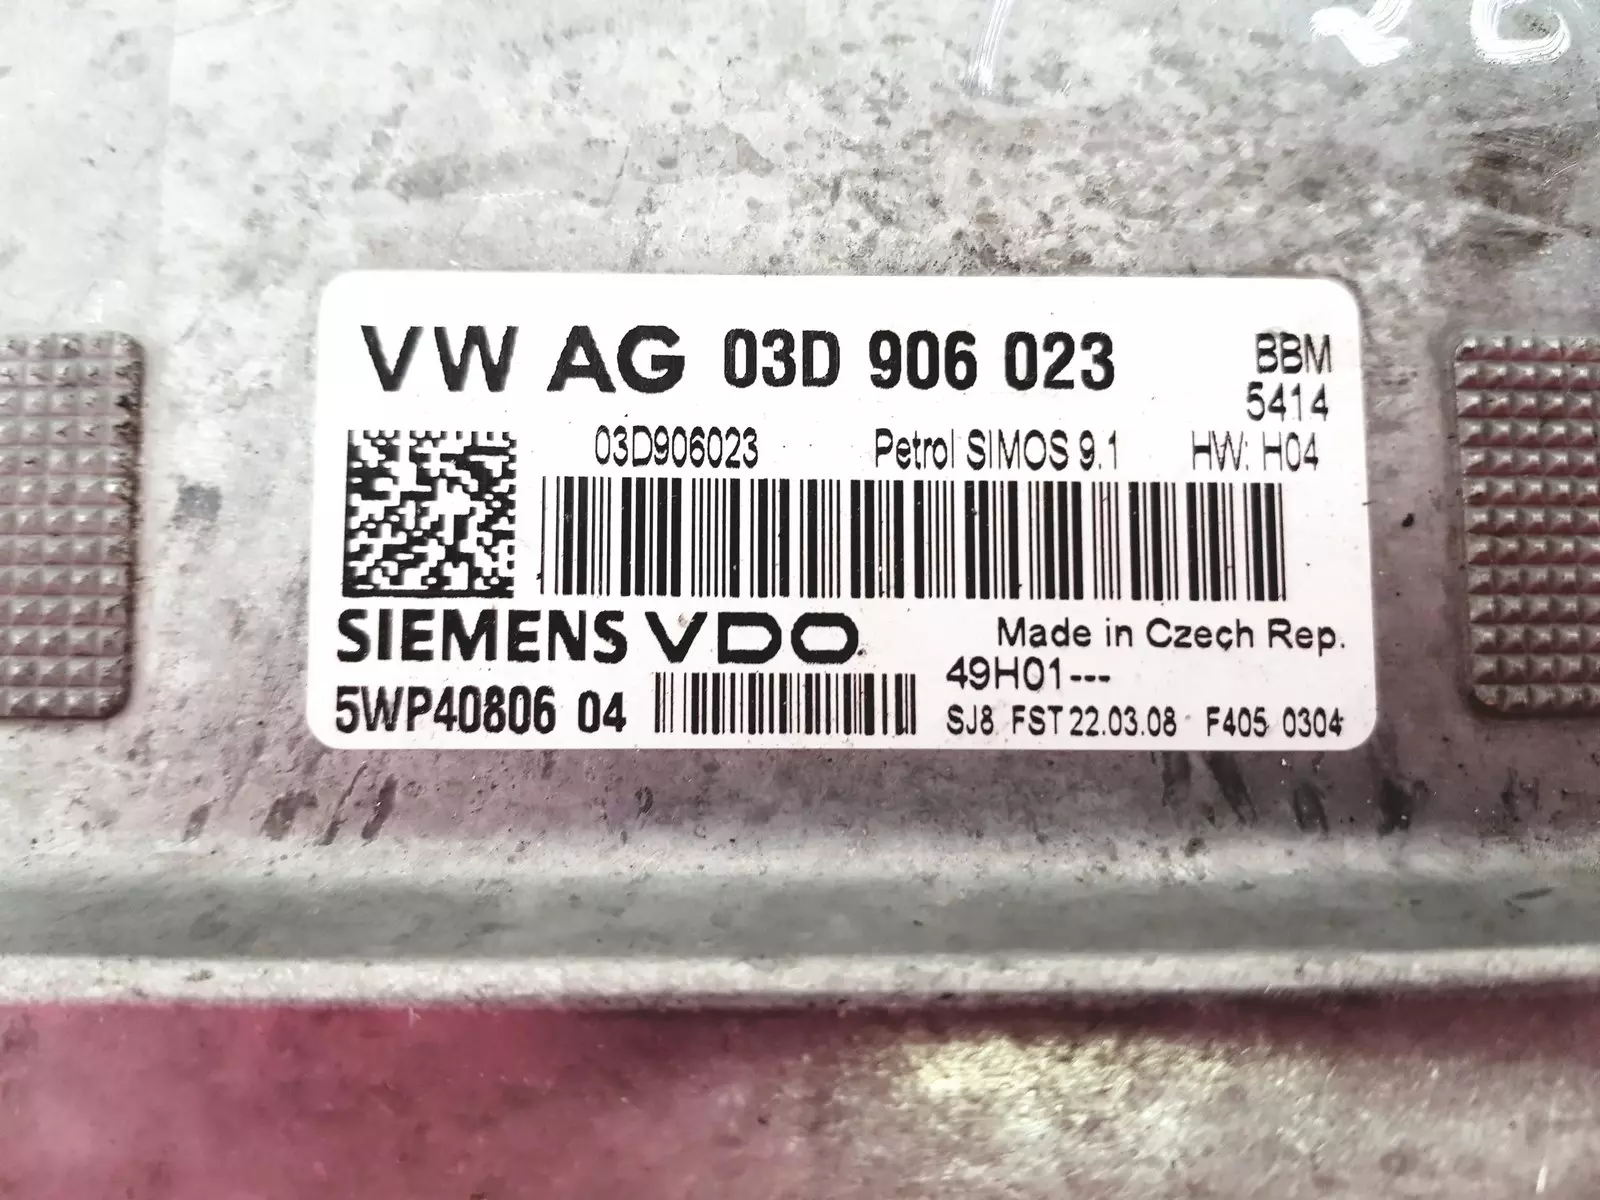 26
VW AG 03D 906 023 BBM
5414
03D906023 Petrol SIMOS 9.1 HW: H04
SIEMENS VDO Made in Czech Rep.
49H01---
5WP40806 04 SJ8 FST 22.03.08 F405 0304